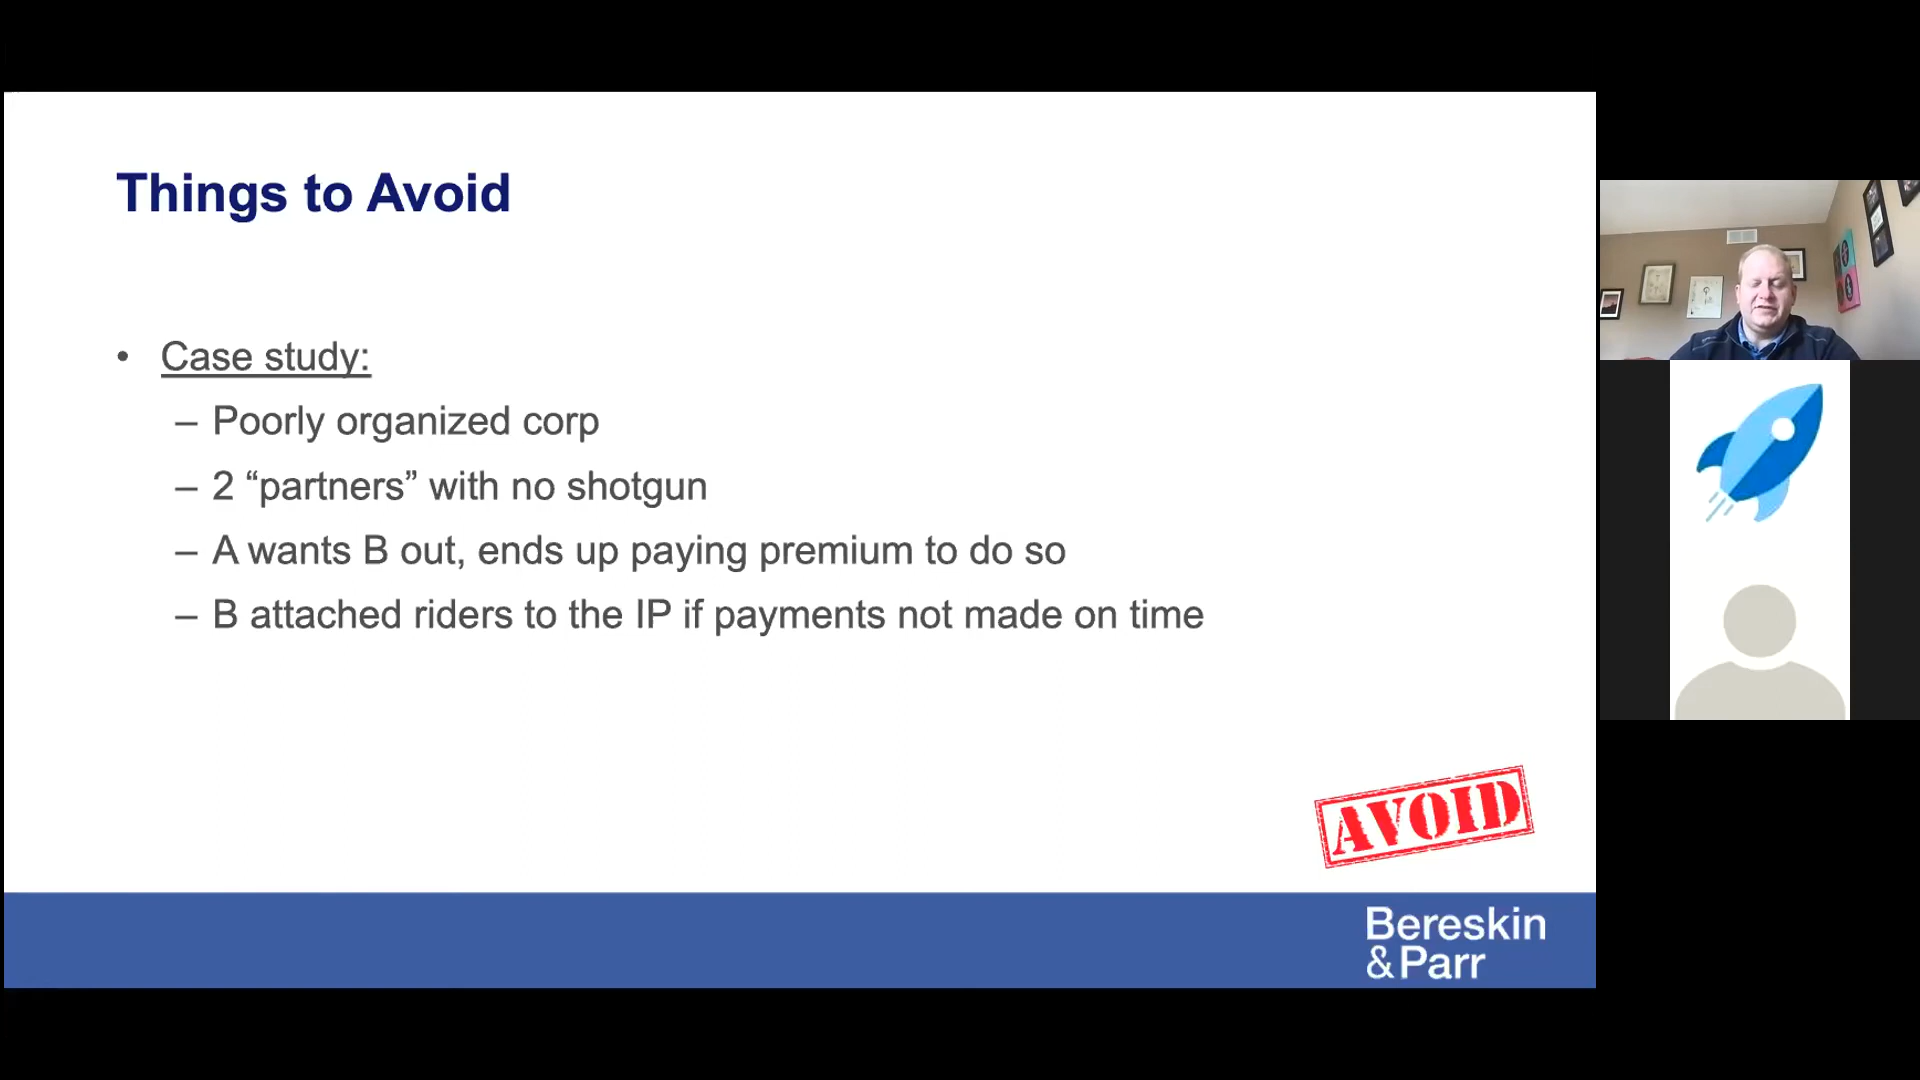 Things to Avoid
• Case study:
– Poorly organized corp
– 2 “partners” with no shotgun
– A wants B out, ends up paying premium to do so
– B attached riders to the IP if payments not made on time
AVOID
Bereskin
& Parr